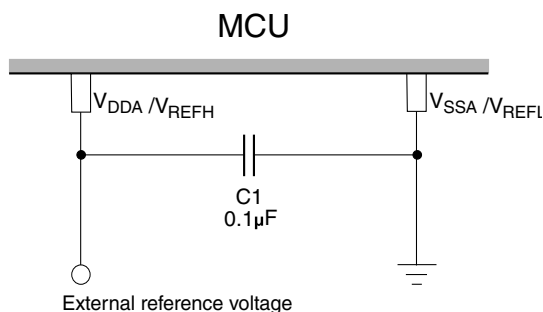 MCU
VDDA /VREFH
VSSA/VREFL
C1
0.1µF
External reference voltage